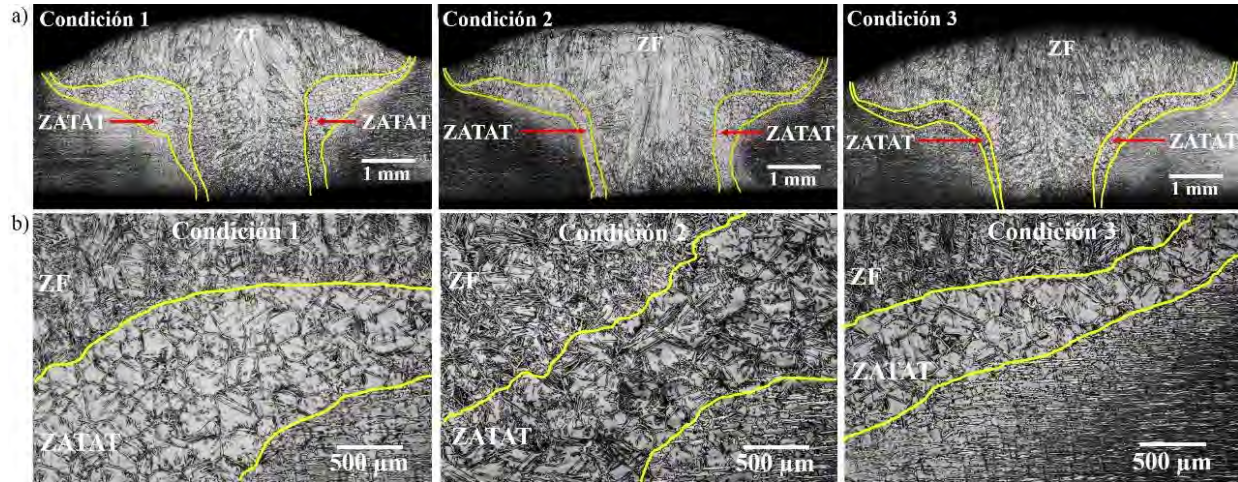 a)
Condición 1
ZF
ZATAT
ZATAT
1 mm
Condición 2
ZF
ZATAT
ZATAT
1 mm
Condición 3
ZF
ZATAT
ZATAT
1 mm
b)
Condición 1
ZF
ZATAT
500 µm
Condición 2
ZF
ZATAT
500 µm
Condición 3
ZF
ZATAT
500 µm